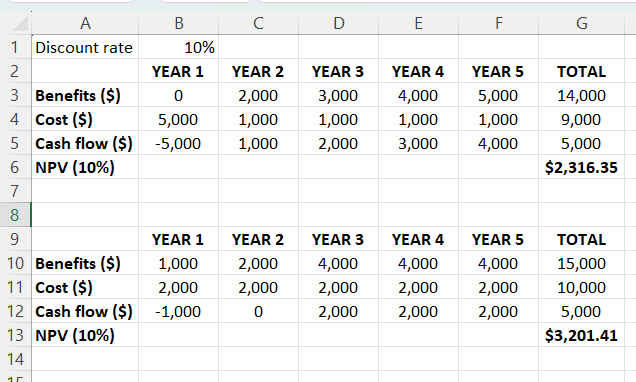 A B C D E F G
1 Discount rate 10%
2 YEAR 1 YEAR 2 YEAR 3 YEAR 4 YEAR 5 TOTAL
3 Benefits ($) 0 2,000 3,000 4,000 5,000 14,000
4 Cost ($) 5,000 1,000 1,000 1,000 1,000 9,000
5 Cash flow ($) -5,000 1,000 2,000 3,000 4,000 5,000
6 NPV (10%) $2,316.35
7
8
9 YEAR 1 YEAR 2 YEAR 3 YEAR 4 YEAR 5 TOTAL
10 Benefits ($) 1,000 2,000 4,000 4,000 4,000 15,000
11 Cost ($) 2,000 2,000 2,000 2,000 2,000 10,000
12 Cash flow ($) -1,000 0 2,000 2,000 2,000 5,000
13 NPV (10%) $3,201.41
14